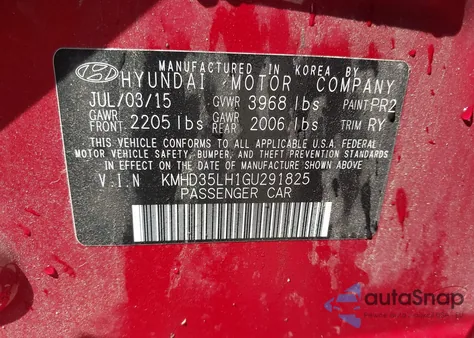 MANUFACTURED IN KOREA BY
HYUNDAI MOTOR COMPANY
JUL/03/15 GVWR 3968 lbs PAINT PR2
GAWR FRONT: 2205 lbs GAWR REAR 2006 lbs TRIM RY
THIS VEHICLE CONFORMS TO ALL APPLICABLE U.S.A. FEDERAL
MOTOR VEHICLE SAFETY, BUMPER, AND THEFT PREVENTION STANDARDS
IN EFFECT ON THE DATE OF MANUFACTURE SHOWN ABOVE.
V.I.N KMHD35LH1GU291825
PASSENGER CAR
autoSnap